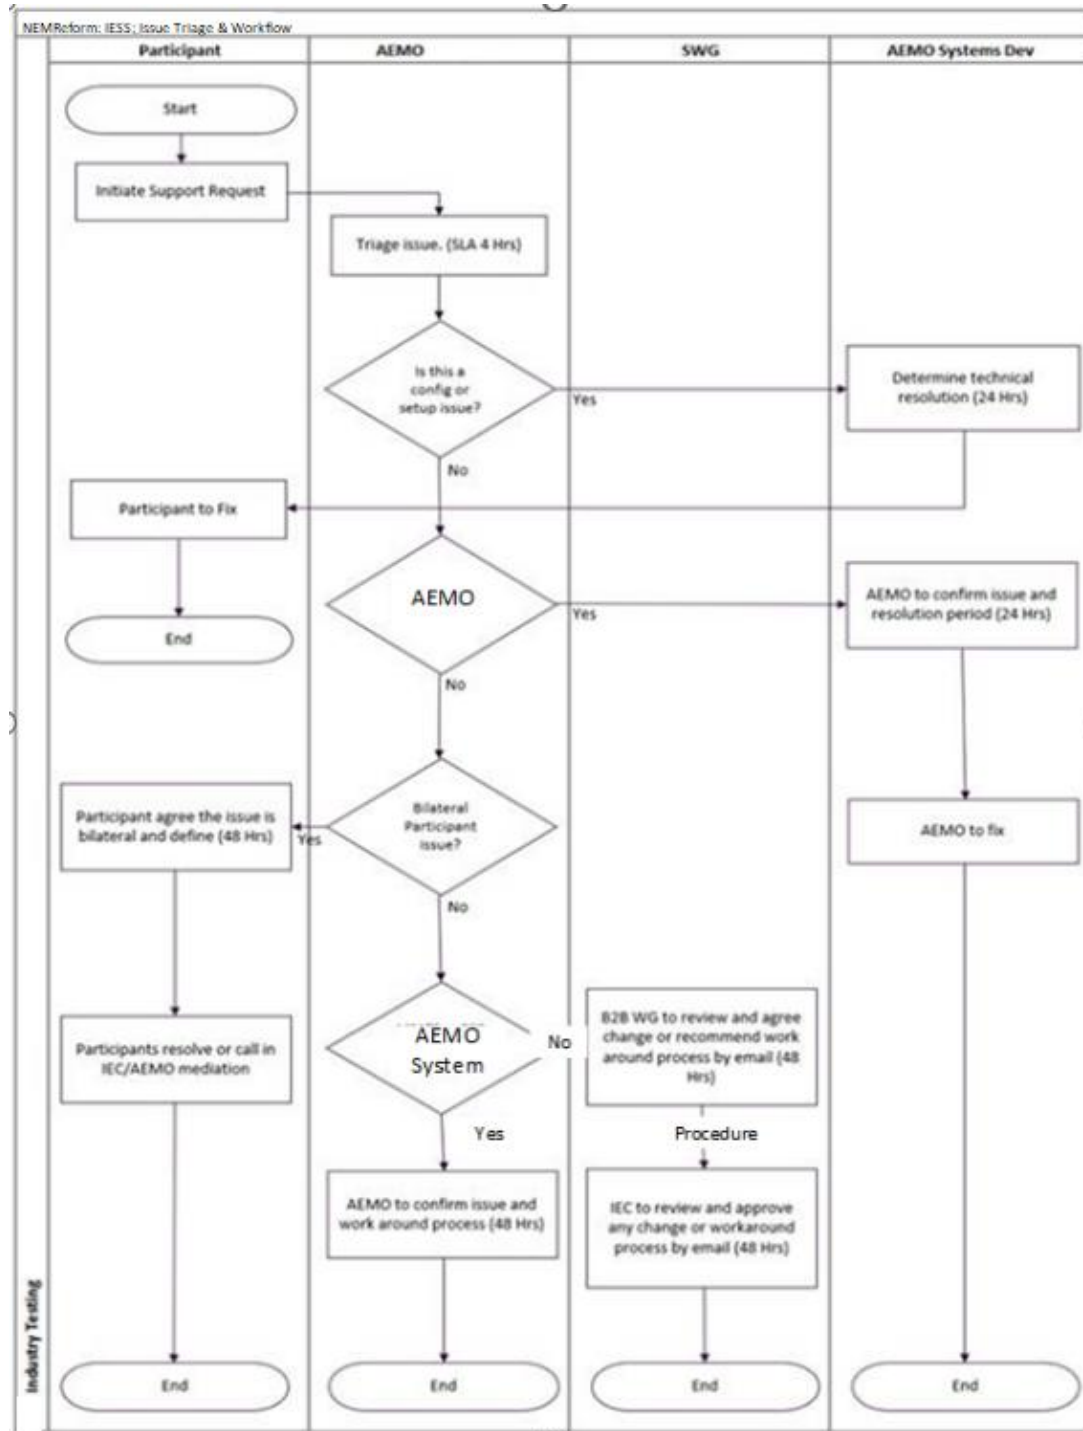 NEMReform: IESS; Issue Triage & Workflow
Participant
AEMO
SWG
AEMO Systems Dev
Start
Initiate Support Request
Triage issue. (SLA 4 Hrs)
Is this a
config or
setup issue?
Yes
Determine technical
resolution (24 Hrs)
No
Participant to Fix
AEMO
Yes
AEMO to confirm issue and
resolution period (24 Hrs)
End
No
Participant agree the issue is
bilateral and define (48 Hrs)
Yes
Bilateral
Participant
issue?
AEMO to fix
No
Participants resolve or call in
IEC/AEMO mediation
AEMO
System
No
B2B WG to review and agree
change or recommend work
around process by email (48
Hrs)
Yes
Procedure
AEMO to confirm issue and
work around process (48 Hrs)
IEC to review and approve
any change or workaround
process by email (48 Hrs)
Industry Testing
End
End
End
End